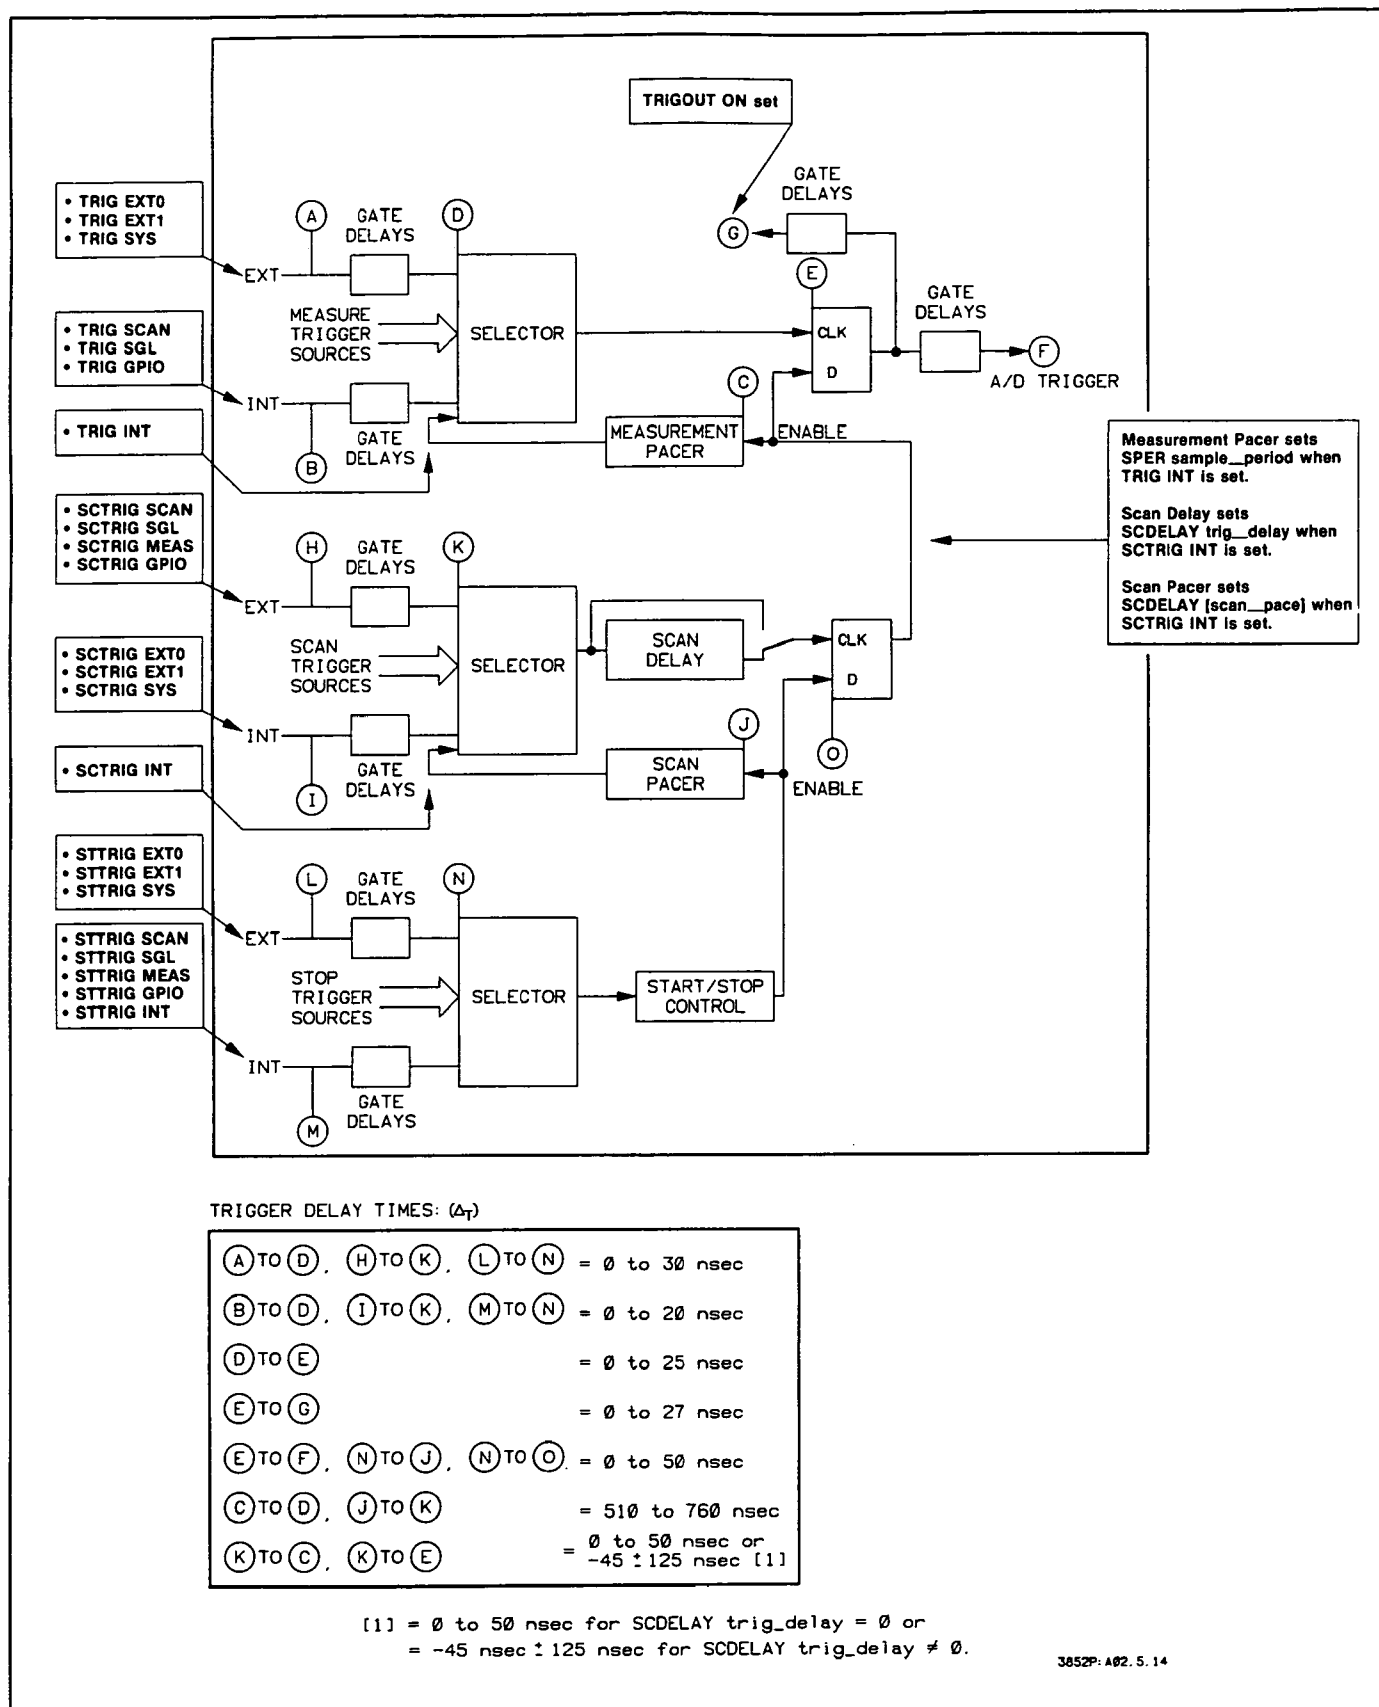 TRIGOUT ON set
GATE
DELAYS
G
• TRIG EXT0
• TRIG EXT1
• TRIG SYS
A
GATE
DELAYS
D
EXT
E
GATE
DELAYS
• TRIG SCAN
• TRIG SGL
• TRIG GPIO
MEASURE
TRIGGER
SOURCES
SELECTOR
CLK
D
F
A/D TRIGGER
INT
C
• TRIG INT
GATE
DELAYS
B
MEASUREMENT
PACER
ENABLE
Measurement Pacer sets
SPER sample__period when
TRIG INT is set.
Scan Delay sets
SCDELAY trig__delay when
SCTRIG INT is set.
Scan Pacer sets
SCDELAY [scan__pace] when
SCTRIG INT is set.
• SCTRIG SCAN
• SCTRIG SGL
• SCTRIG MEAS
• SCTRIG GPIO
H
GATE
DELAYS
K
EXT
• SCTRIG EXT0
• SCTRIG EXT1
• SCTRIG SYS
SCAN
TRIGGER
SOURCES
SELECTOR
SCAN
DELAY
CLK
D
INT
J
• SCTRIG INT
GATE
DELAYS
I
SCAN
PACER
O
ENABLE
• STTRIG EXT0
• STTRIG EXT1
• STTRIG SYS
L
GATE
DELAYS
N
EXT
• STTRIG SCAN
• STTRIG SGL
• STTRIG MEAS
• STTRIG GPIO
• STTRIG INT
STOP
TRIGGER
SOURCES
SELECTOR
START/STOP
CONTROL
INT
GATE
DELAYS
M
TRIGGER DELAY TIMES: (ΔT)
A TO D, H TO K, L TO N = 0 to 30 nsec
B TO D, I TO K, M TO N = 0 to 20 nsec
D TO E = 0 to 25 nsec
E TO G = 0 to 27 nsec
E TO F, N TO J, N TO O. = 0 to 50 nsec
C TO D, J TO K = 510 to 760 nsec
K TO C, K TO E = 0 to 50 nsec or
-45 ± 125 nsec [1]
[1] = 0 to 50 nsec for SCDELAY trig_delay = 0 or
= -45 nsec ± 125 nsec for SCDELAY trig_delay ≠ 0.
3852P:A02.5.14